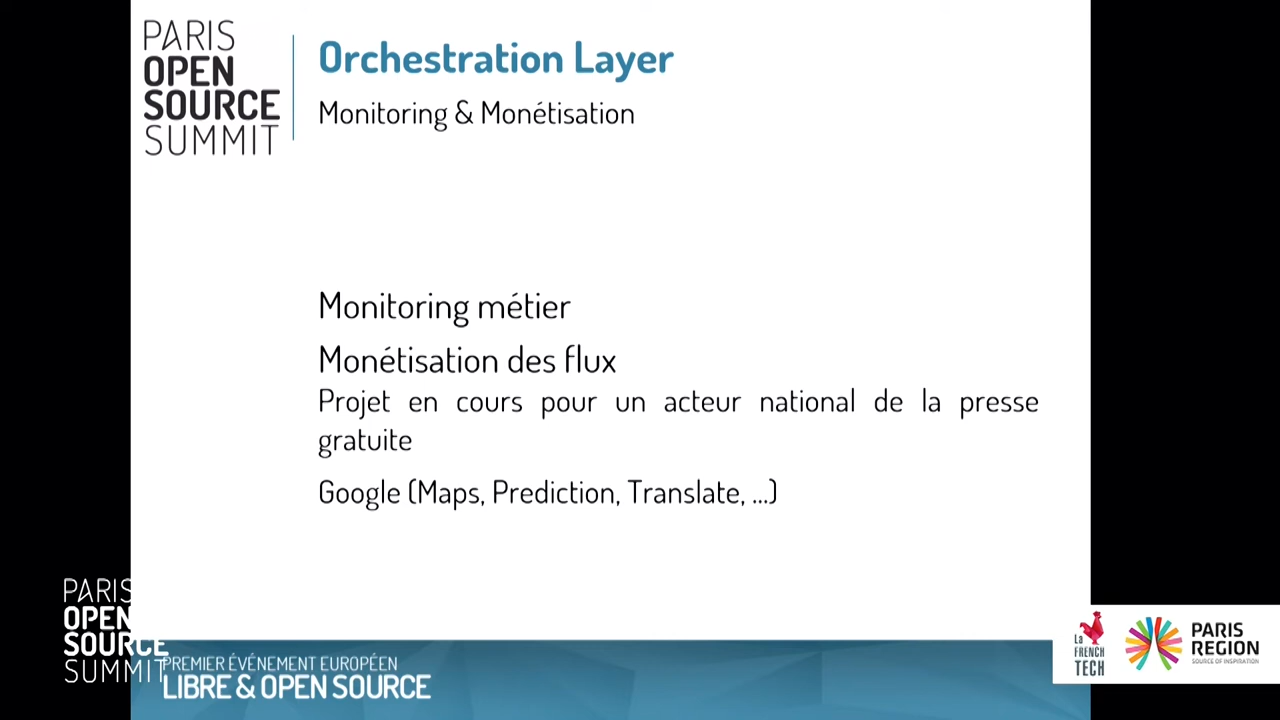 PARIS
OPEN
SOURCE
SUMMIT
Orchestration Layer
Monitoring & Monétisation
Monitoring métier
Monétisation des flux
Projet en cours pour un acteur national de la presse
gratuite
Google (Maps, Prediction, Translate, ...)
PARIS
OPEN
SOURCE
SUMMIT
PREMIER ÉVÉNEMENT EUROPÉEN
LIBRE & OPEN SOURCE
La
FRENCH
TECH
PARIS
REGION
SOURCE OF INSPIRATION